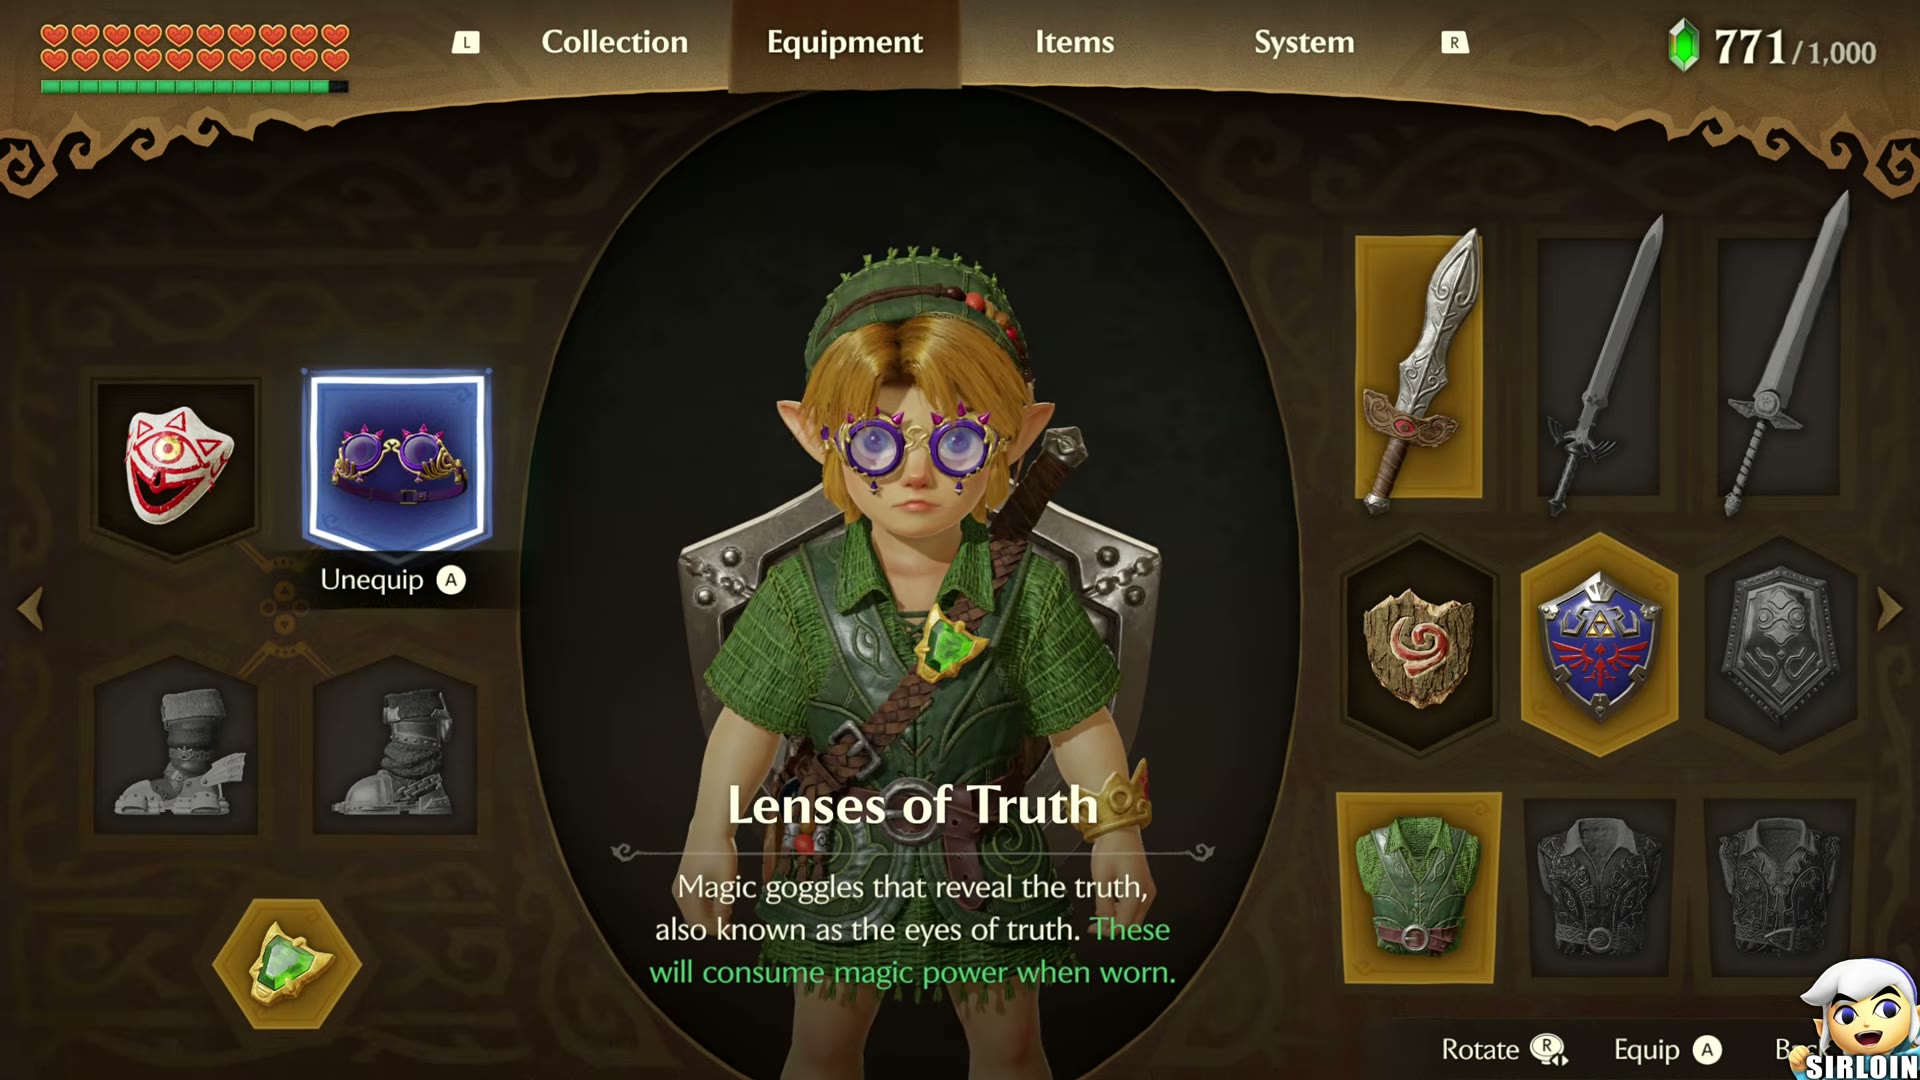 L Collection Equipment Items System R 771/1,000
Unequip A
Lenses of Truth
Magic goggles that reveal the truth,
also known as the eyes of truth. These
will consume magic power when worn.
Rotate R Equip A Back
SIRLOIN